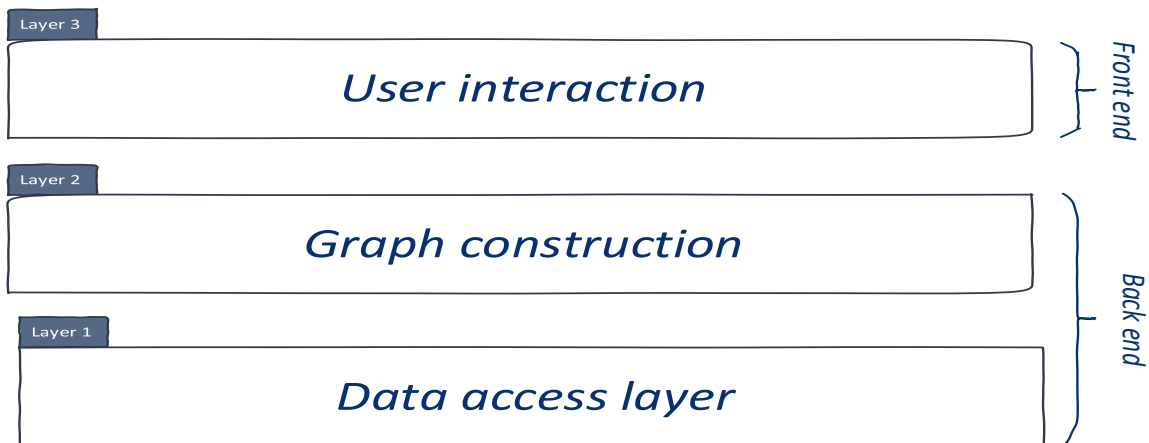 Layer 3
User interaction
Front end
Layer 2
Graph construction
Back end
Layer 1
Data access layer